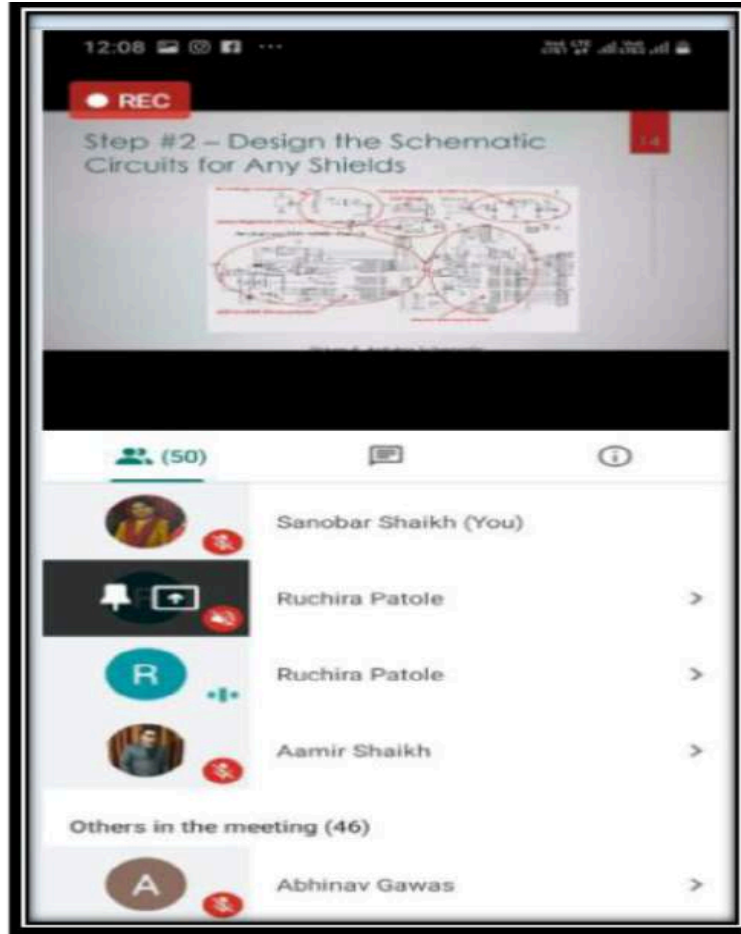 12:08
REC
Step #2 – Design the Schematic
Circuits for Any Shields
14
(50)
Sanobar Shaikh (You)
Ruchira Patole
R
Ruchira Patole
Aamir Shaikh
Others in the meeting (46)
A
Abhinav Gawas